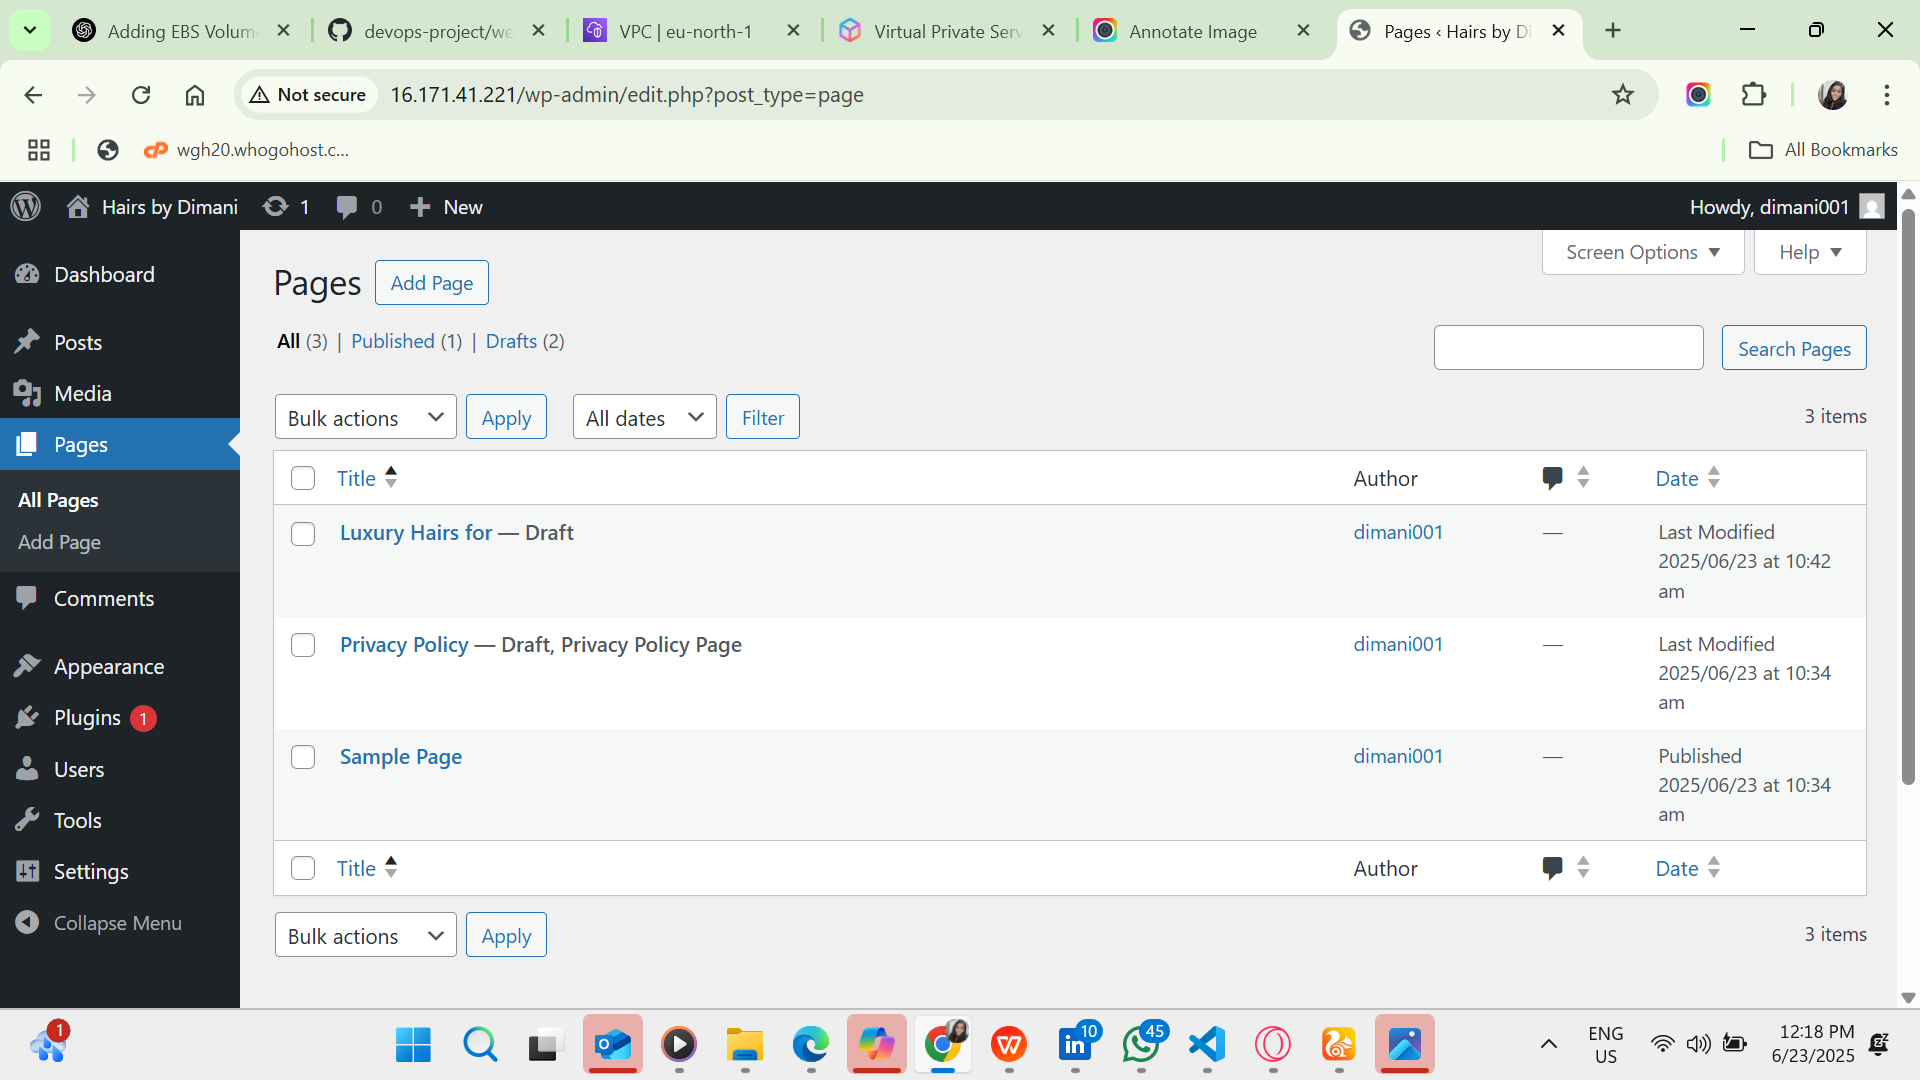 Adding EBS Volum
devops-project/we
VPC | eu-north-1
Virtual Private Serv
Annotate Image
Pages ‹ Hairs by Di
Not secure
16.171.41.221/wp-admin/edit.php?post_type=page
wgh20.whogohost.c...
All Bookmarks
Hairs by Dimani
1
0
New
Howdy, dimani001
Dashboard
Posts
Media
Pages
All Pages
Add Page
Comments
Appearance
Plugins 1
Users
Tools
Settings
Collapse Menu
Screen Options
Help
Pages
Add Page
All (3) | Published (1) | Drafts (2)
Search Pages
Bulk actions
Apply
All dates
Filter
3 items
Title
Author
Date
Luxury Hairs for — Draft
dimani001
—
Last Modified
2025/06/23 at 10:42
am
Privacy Policy — Draft, Privacy Policy Page
dimani001
—
Last Modified
2025/06/23 at 10:34
am
Sample Page
dimani001
—
Published
2025/06/23 at 10:34
am
Title
Author
Date
Bulk actions
Apply
3 items
1
10
45
ENG
US
12:18 PM
6/23/2025